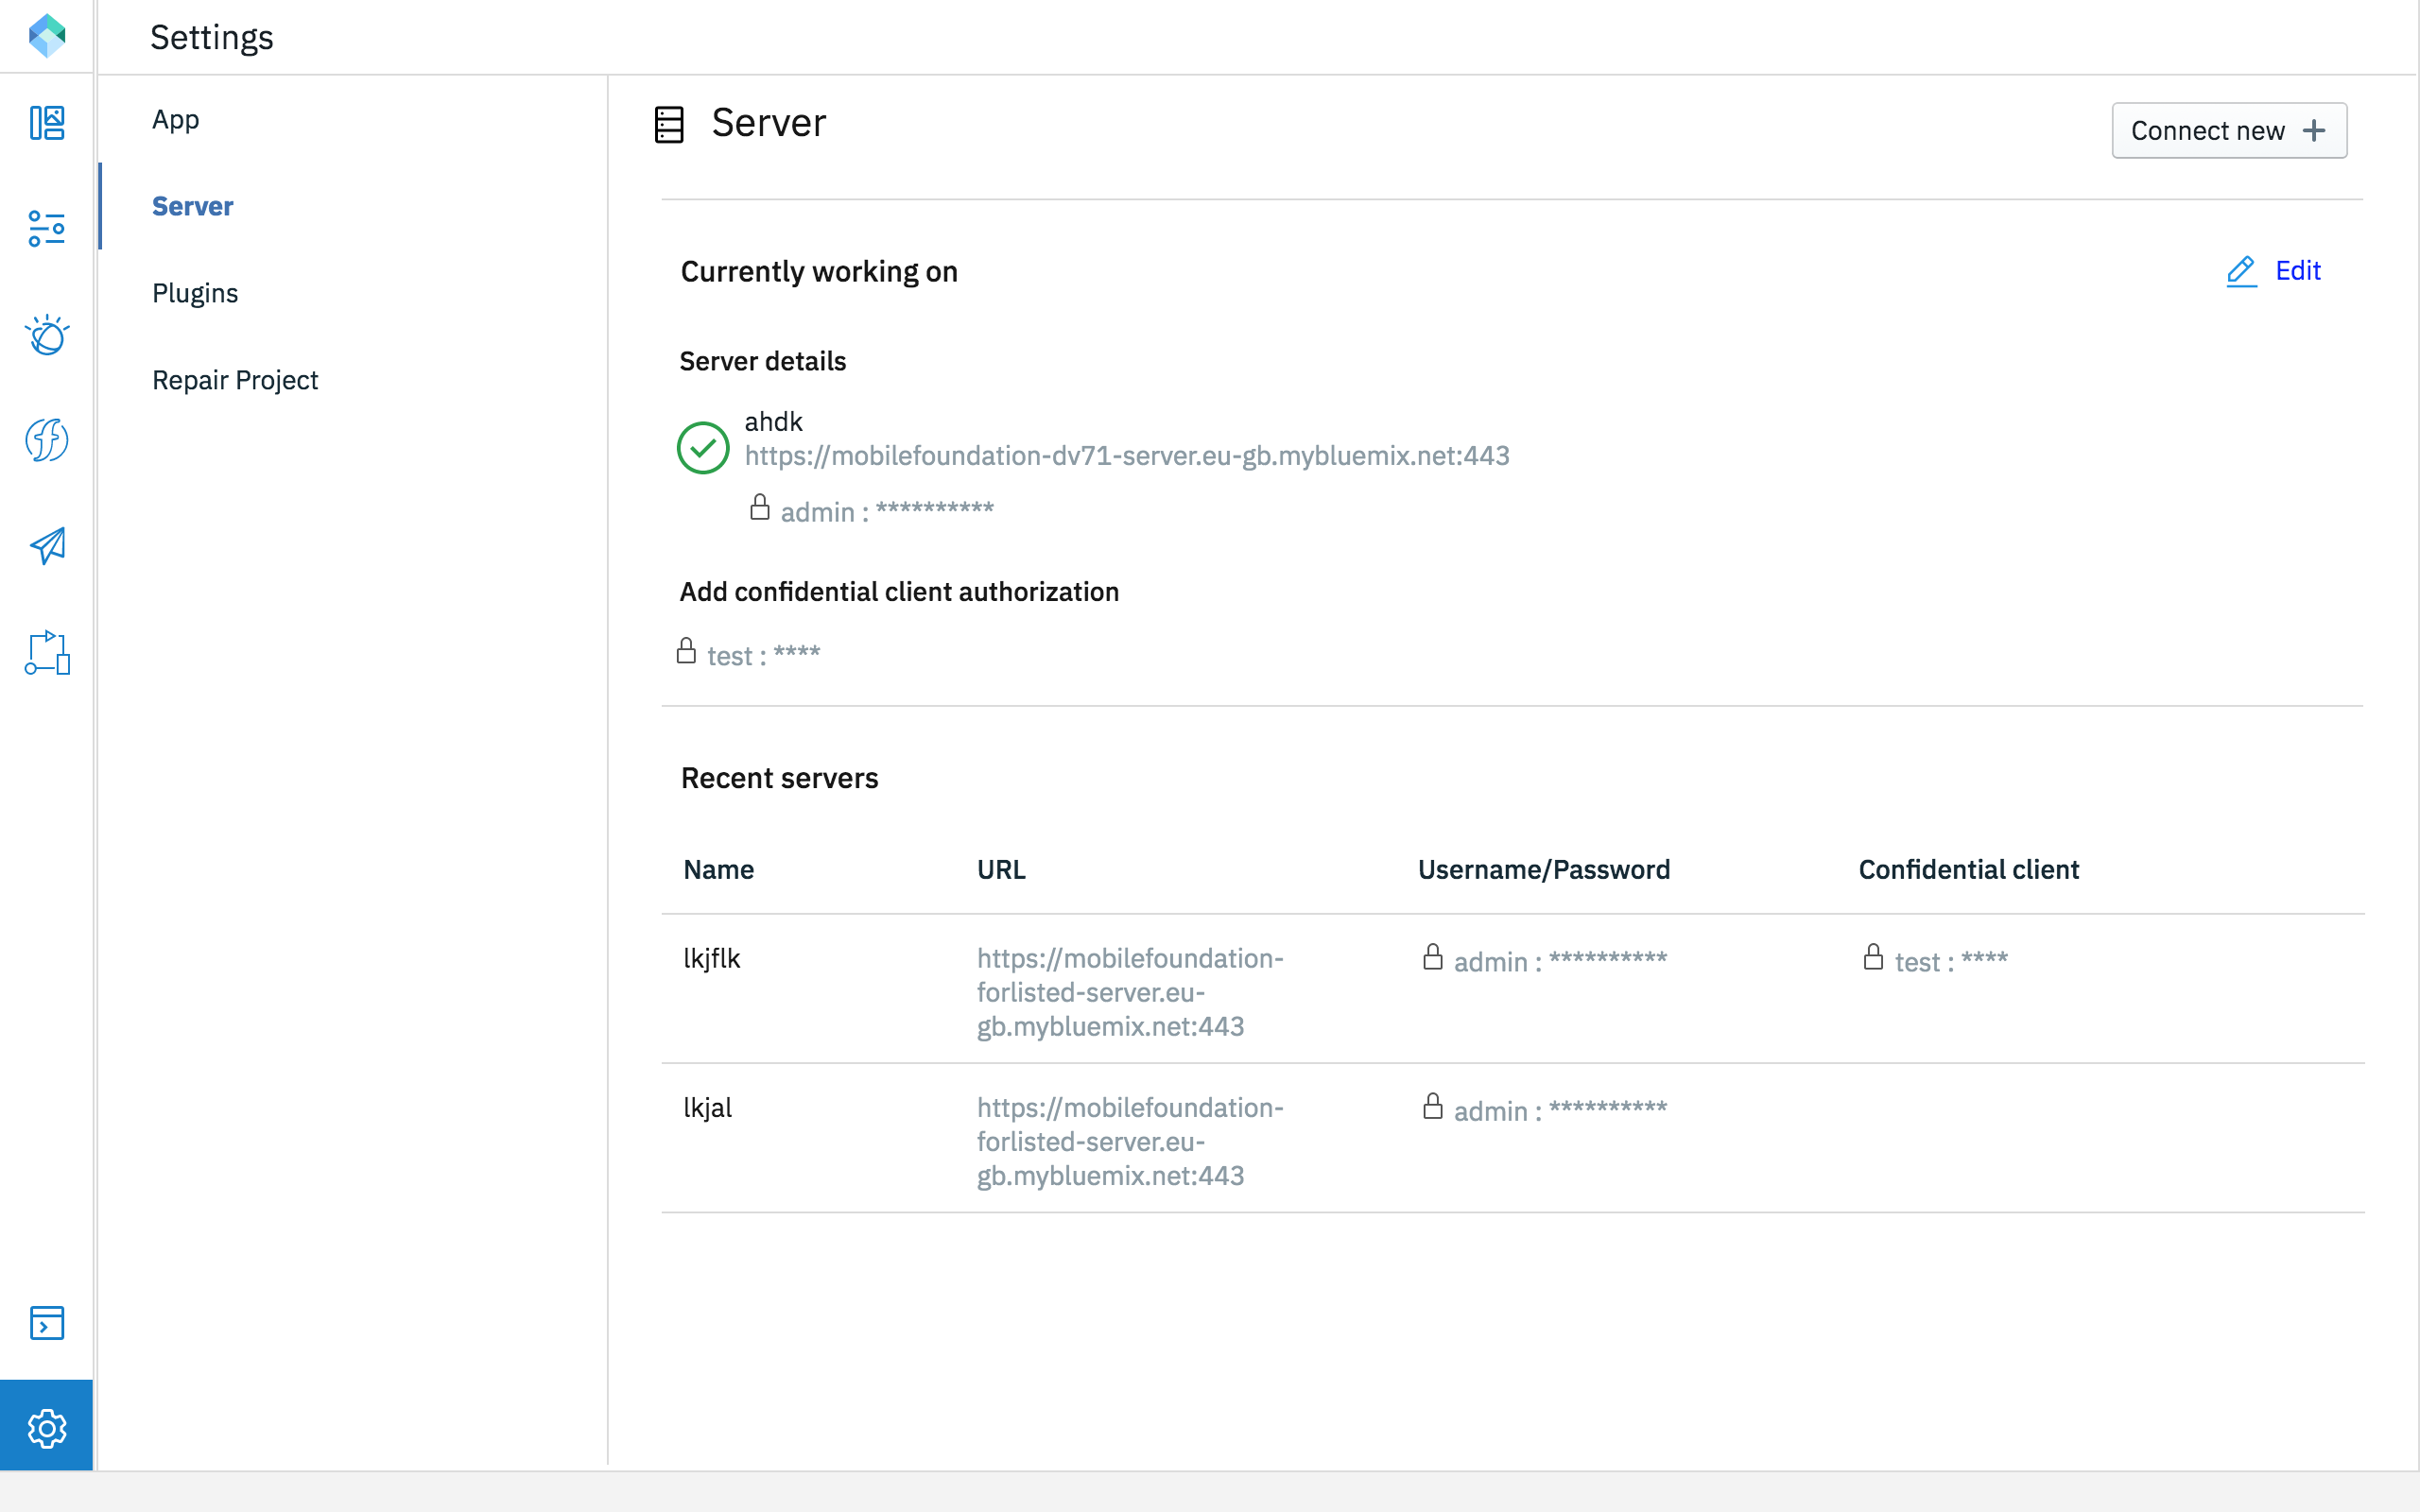 Settings
App
Server
Plugins
Repair Project
Server
Connect new
Currently working on
Edit
Server details
ahdk
https://mobilefoundation-dv71-server.eu-gb.mybluemix.net:443
admin : **********
Add confidential client authorization
test : ****
Recent servers
Name URL Username/Password Confidential client
lkjflk
https://mobilefoundation-
forlisted-server.eu-
gb.mybluemix.net:443
admin : **********
test : ****
lkjal
https://mobilefoundation-
forlisted-server.eu-
gb.mybluemix.net:443
admin : **********